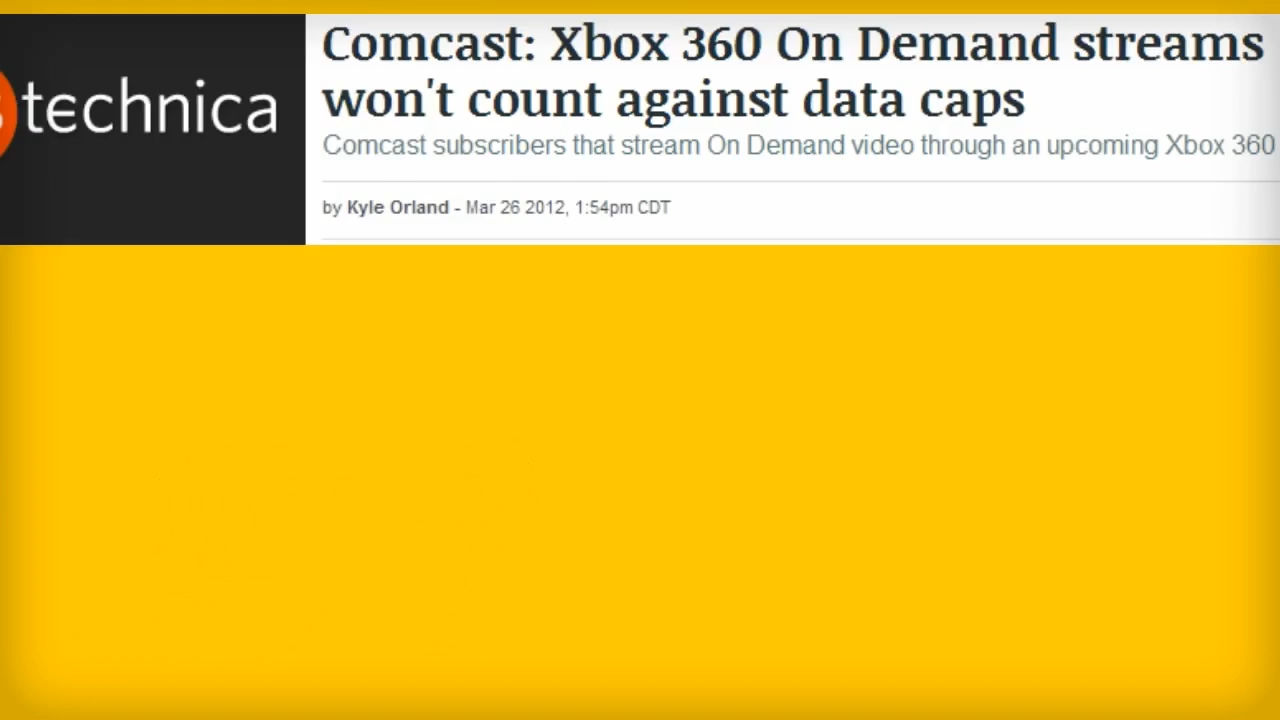 technica
Comcast: Xbox 360 On Demand streams
won't count against data caps
Comcast subscribers that stream On Demand video through an upcoming Xbox 360
by Kyle Orland - Mar 26 2012, 1:54pm CDT